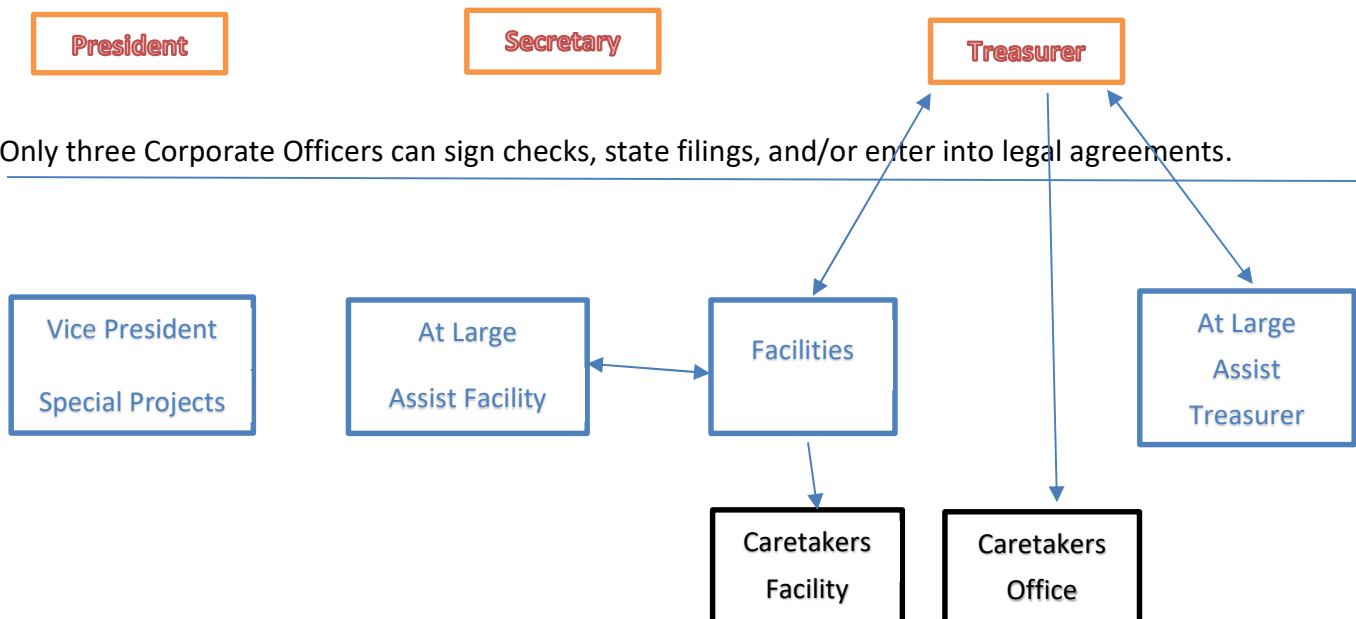 President
Secretary
Treasurer
Only three Corporate Officers can sign checks, state filings, and/or enter into legal agreements.
Vice President
Special Projects
At Large
Assist Facility
Facilities
At Large
Assist
Treasurer
Caretakers
Facility
Caretakers
Office